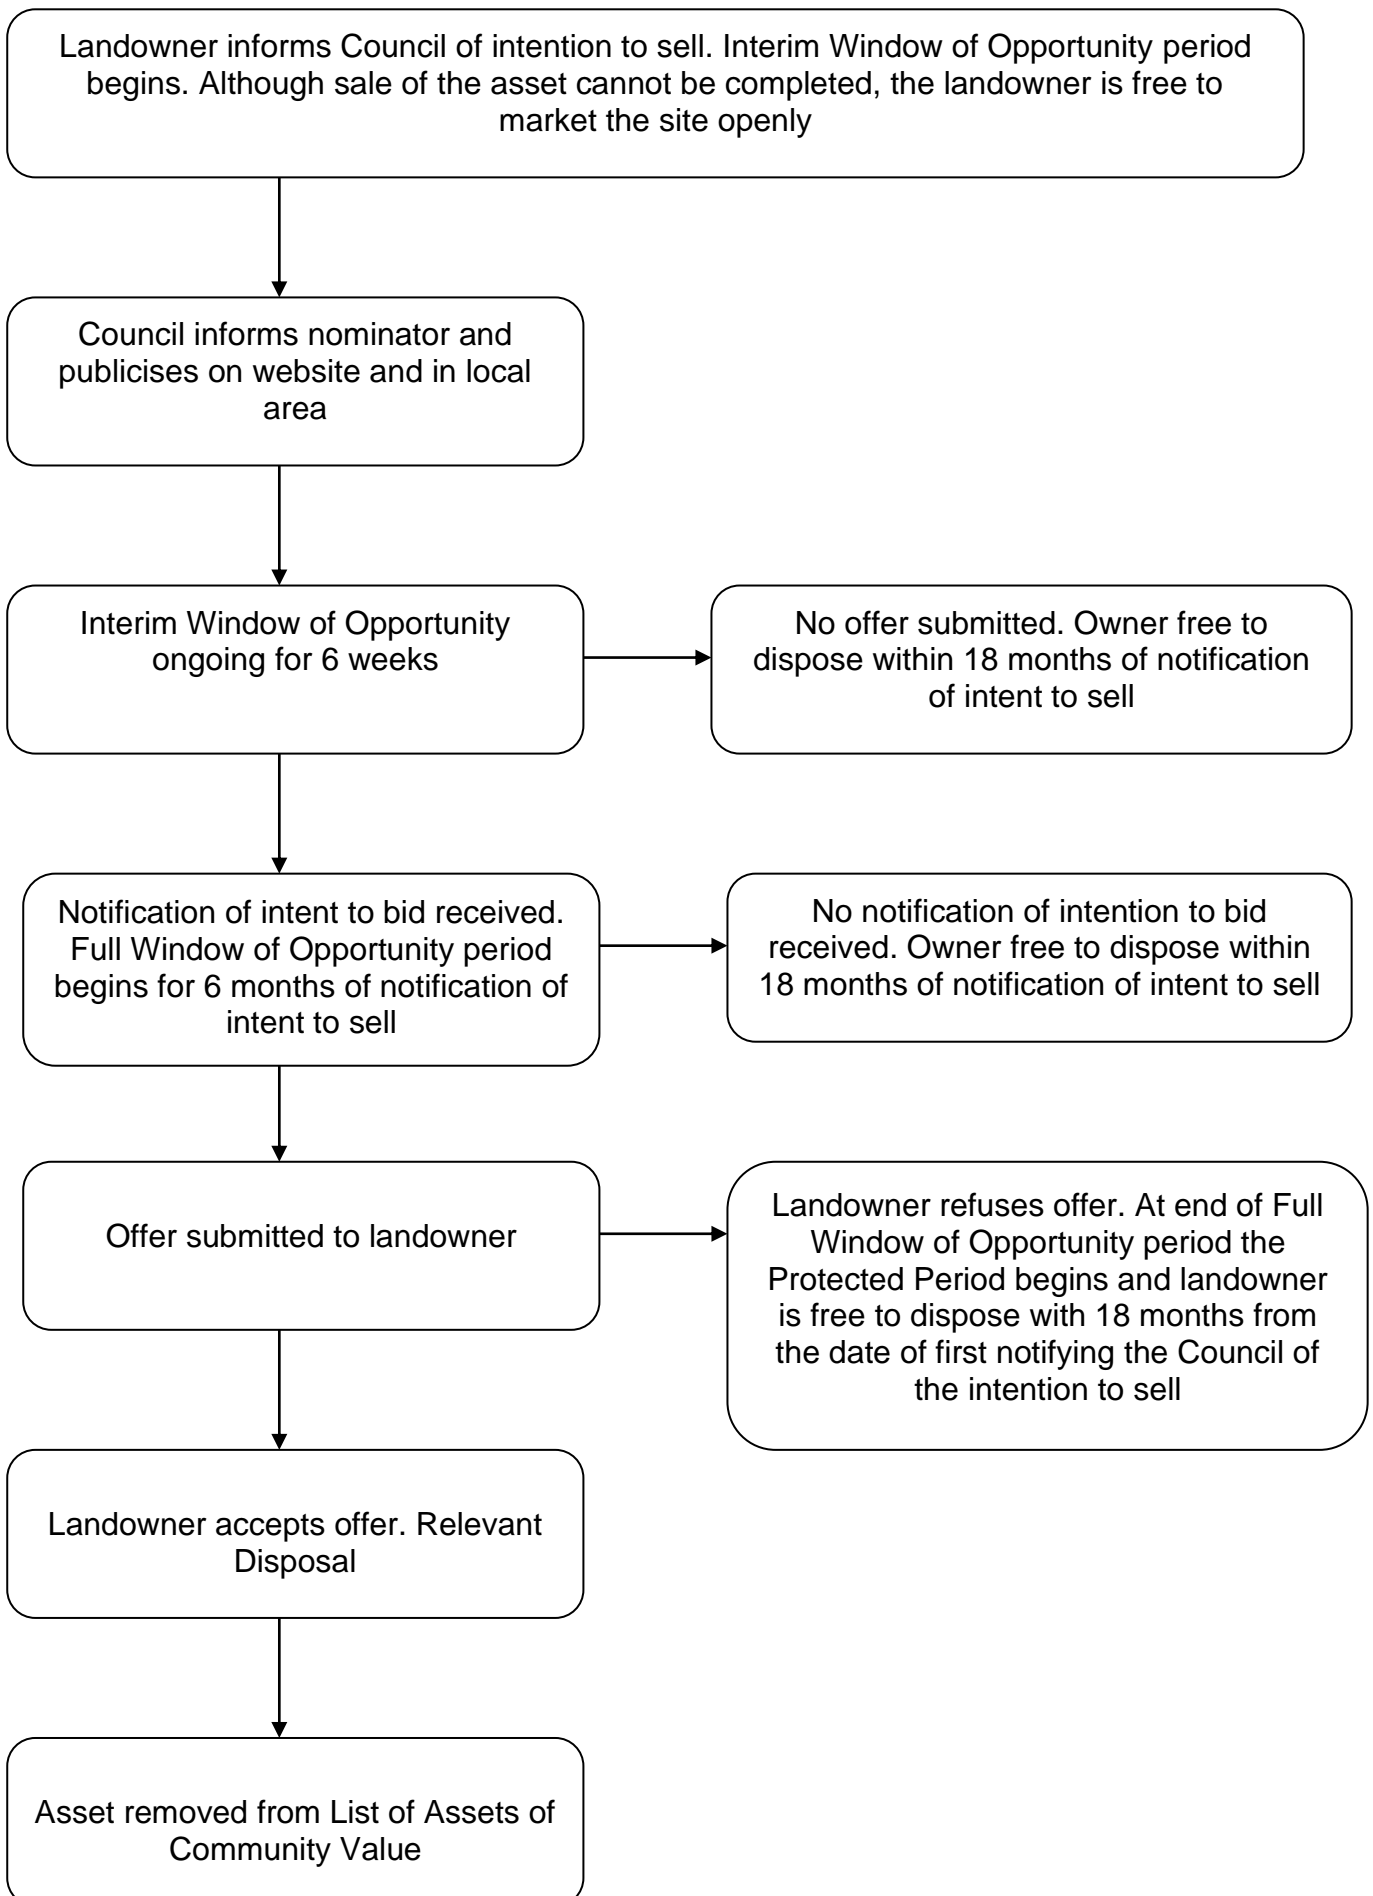 Landowner informs Council of intention to sell. Interim Window of Opportunity period
begins. Although sale of the asset cannot be completed, the landowner is free to
market the site openly
Council informs nominator and
publicises on website and in local
area
Interim Window of Opportunity
ongoing for 6 weeks
No offer submitted. Owner free to
dispose within 18 months of notification
of intent to sell
Notification of intent to bid received.
Full Window of Opportunity period
begins for 6 months of notification of
intent to sell
No notification of intention to bid
received. Owner free to dispose within
18 months of notification of intent to sell
Offer submitted to landowner
Landowner refuses offer. At end of Full
Window of Opportunity period the
Protected Period begins and landowner
is free to dispose with 18 months from
the date of first notifying the Council of
the intention to sell
Landowner accepts offer. Relevant
Disposal
Asset removed from List of Assets of
Community Value